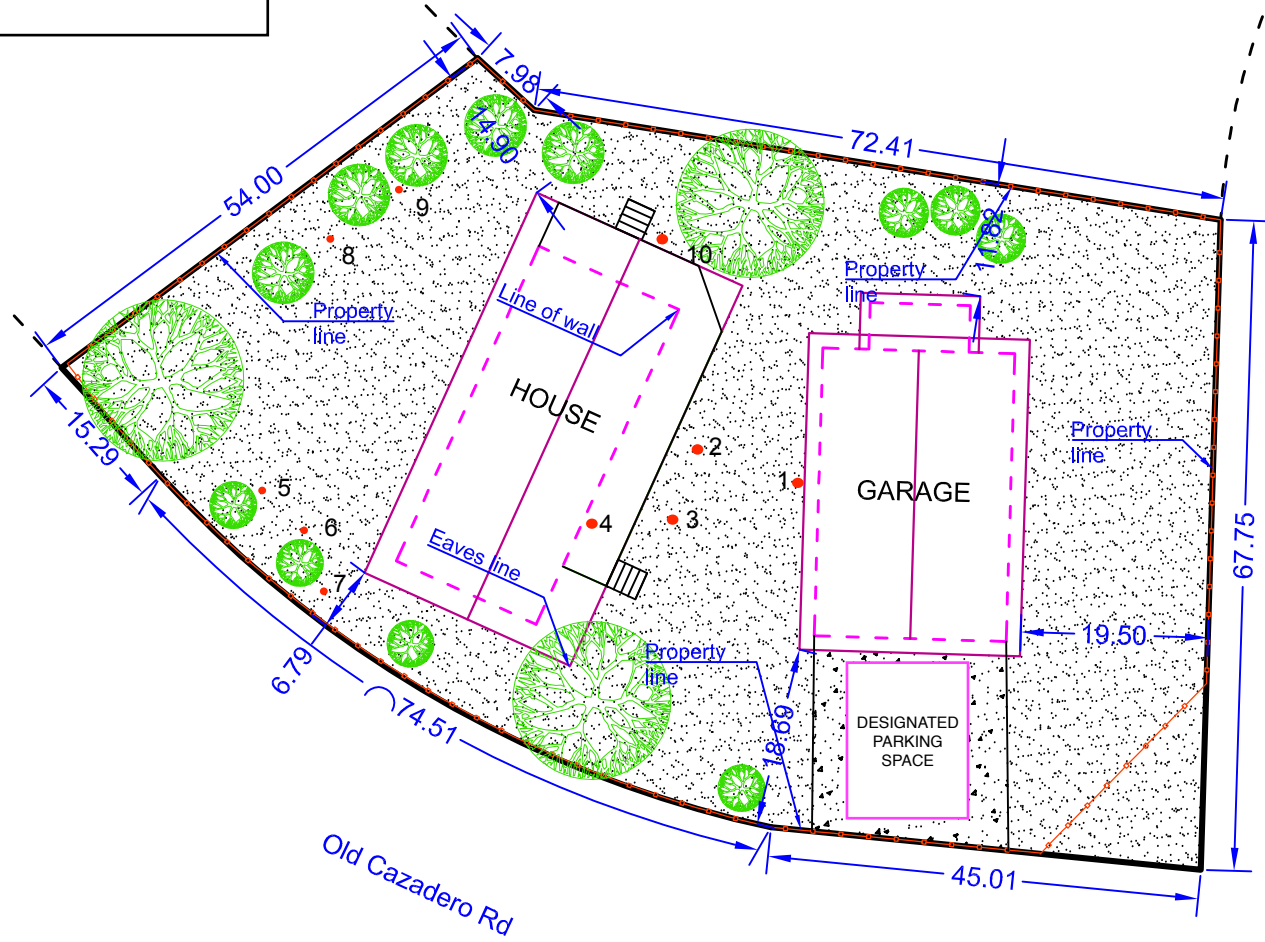 7.98
72.41
14.90
54.00
9
11.82
8
10
Property
line
Property
line
Line of wall
HOUSE
Property
line
15.29
2
1
GARAGE
5
3
4
6
Eaves line
67.75
7
19.50
Property
line
6.79
74.51
18.69
DESIGNATED
PARKING
SPACE
Old Cazadero Rd
45.01